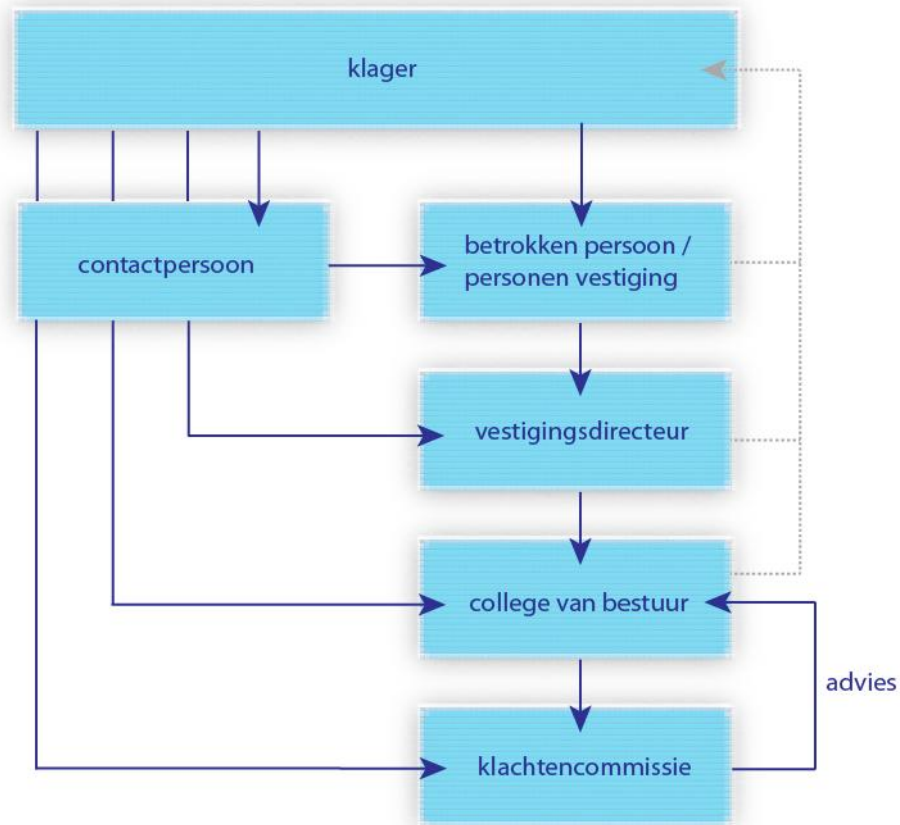 klager
contactpersoon
betrokken persoon /
personen vestiging
vestigingsdirecteur
college van bestuur
advies
klachtencommissie